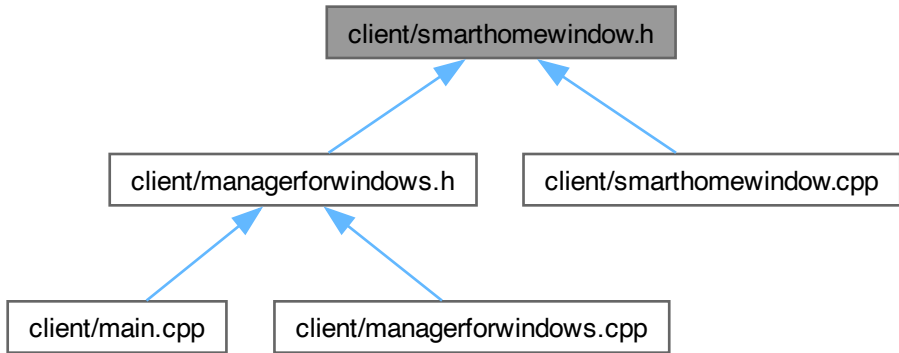 client/smarthomewindow.h
client/managerforwindows.h
client/smarthomewindow.cpp
client/main.cpp
client/managerforwindows.cpp